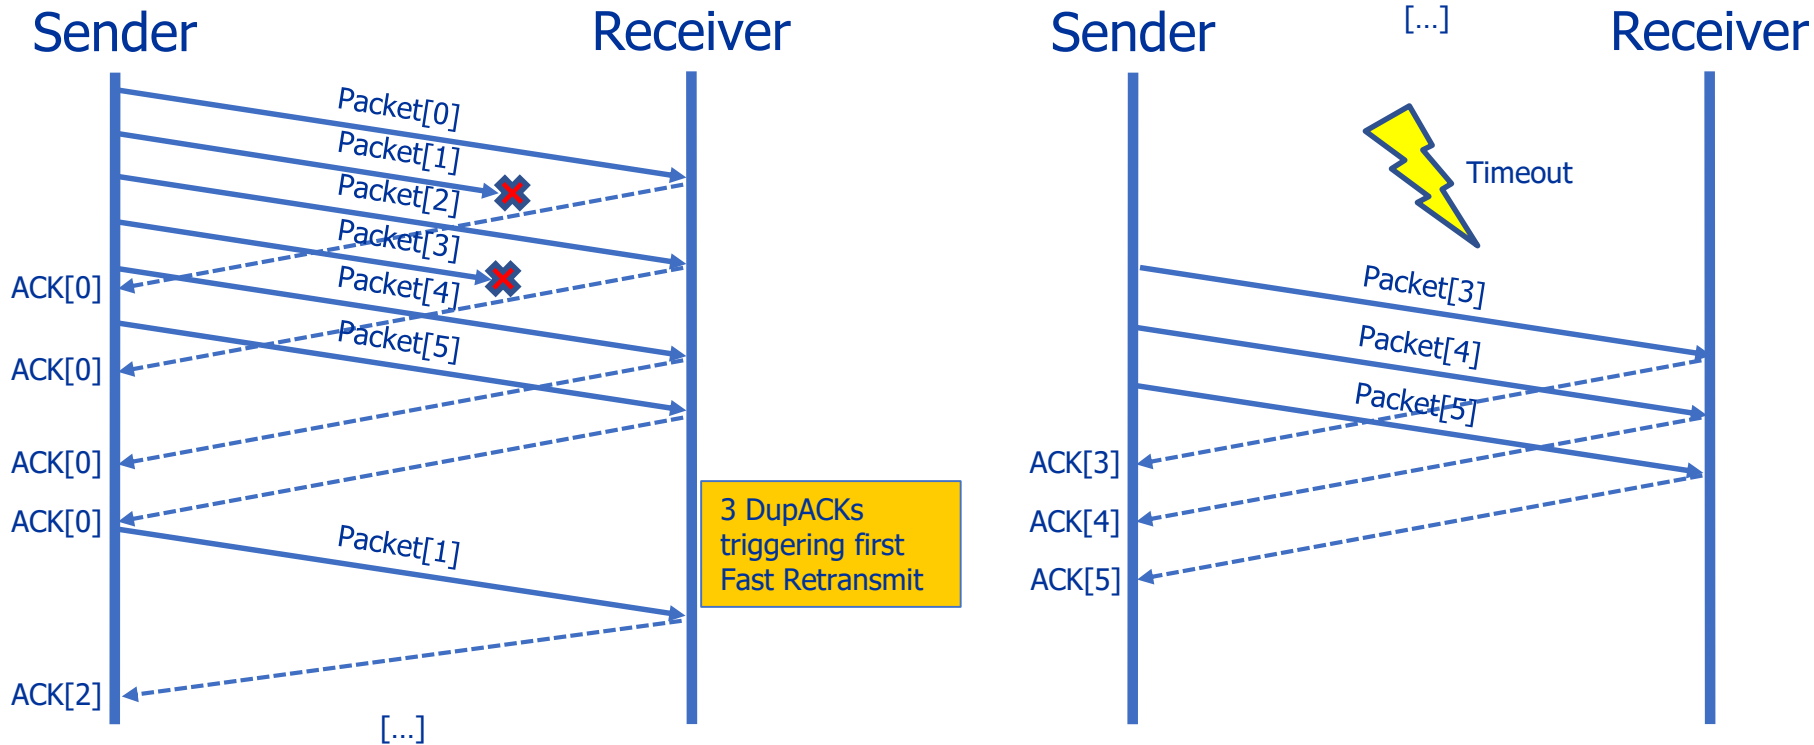 Sender
Receiver
Packet[0]
Packet[1]
Packet[2]
Packet[3]
Packet[4]
Packet[5]
ACK[0]
ACK[0]
ACK[0]
ACK[0]
Packet[1]
ACK[2]
3 DupACKs
triggering first
Fast Retransmit
[...]
[...]
Sender
Receiver
Timeout
Packet[3]
Packet[4]
Packet[5]
ACK[3]
ACK[4]
ACK[5]